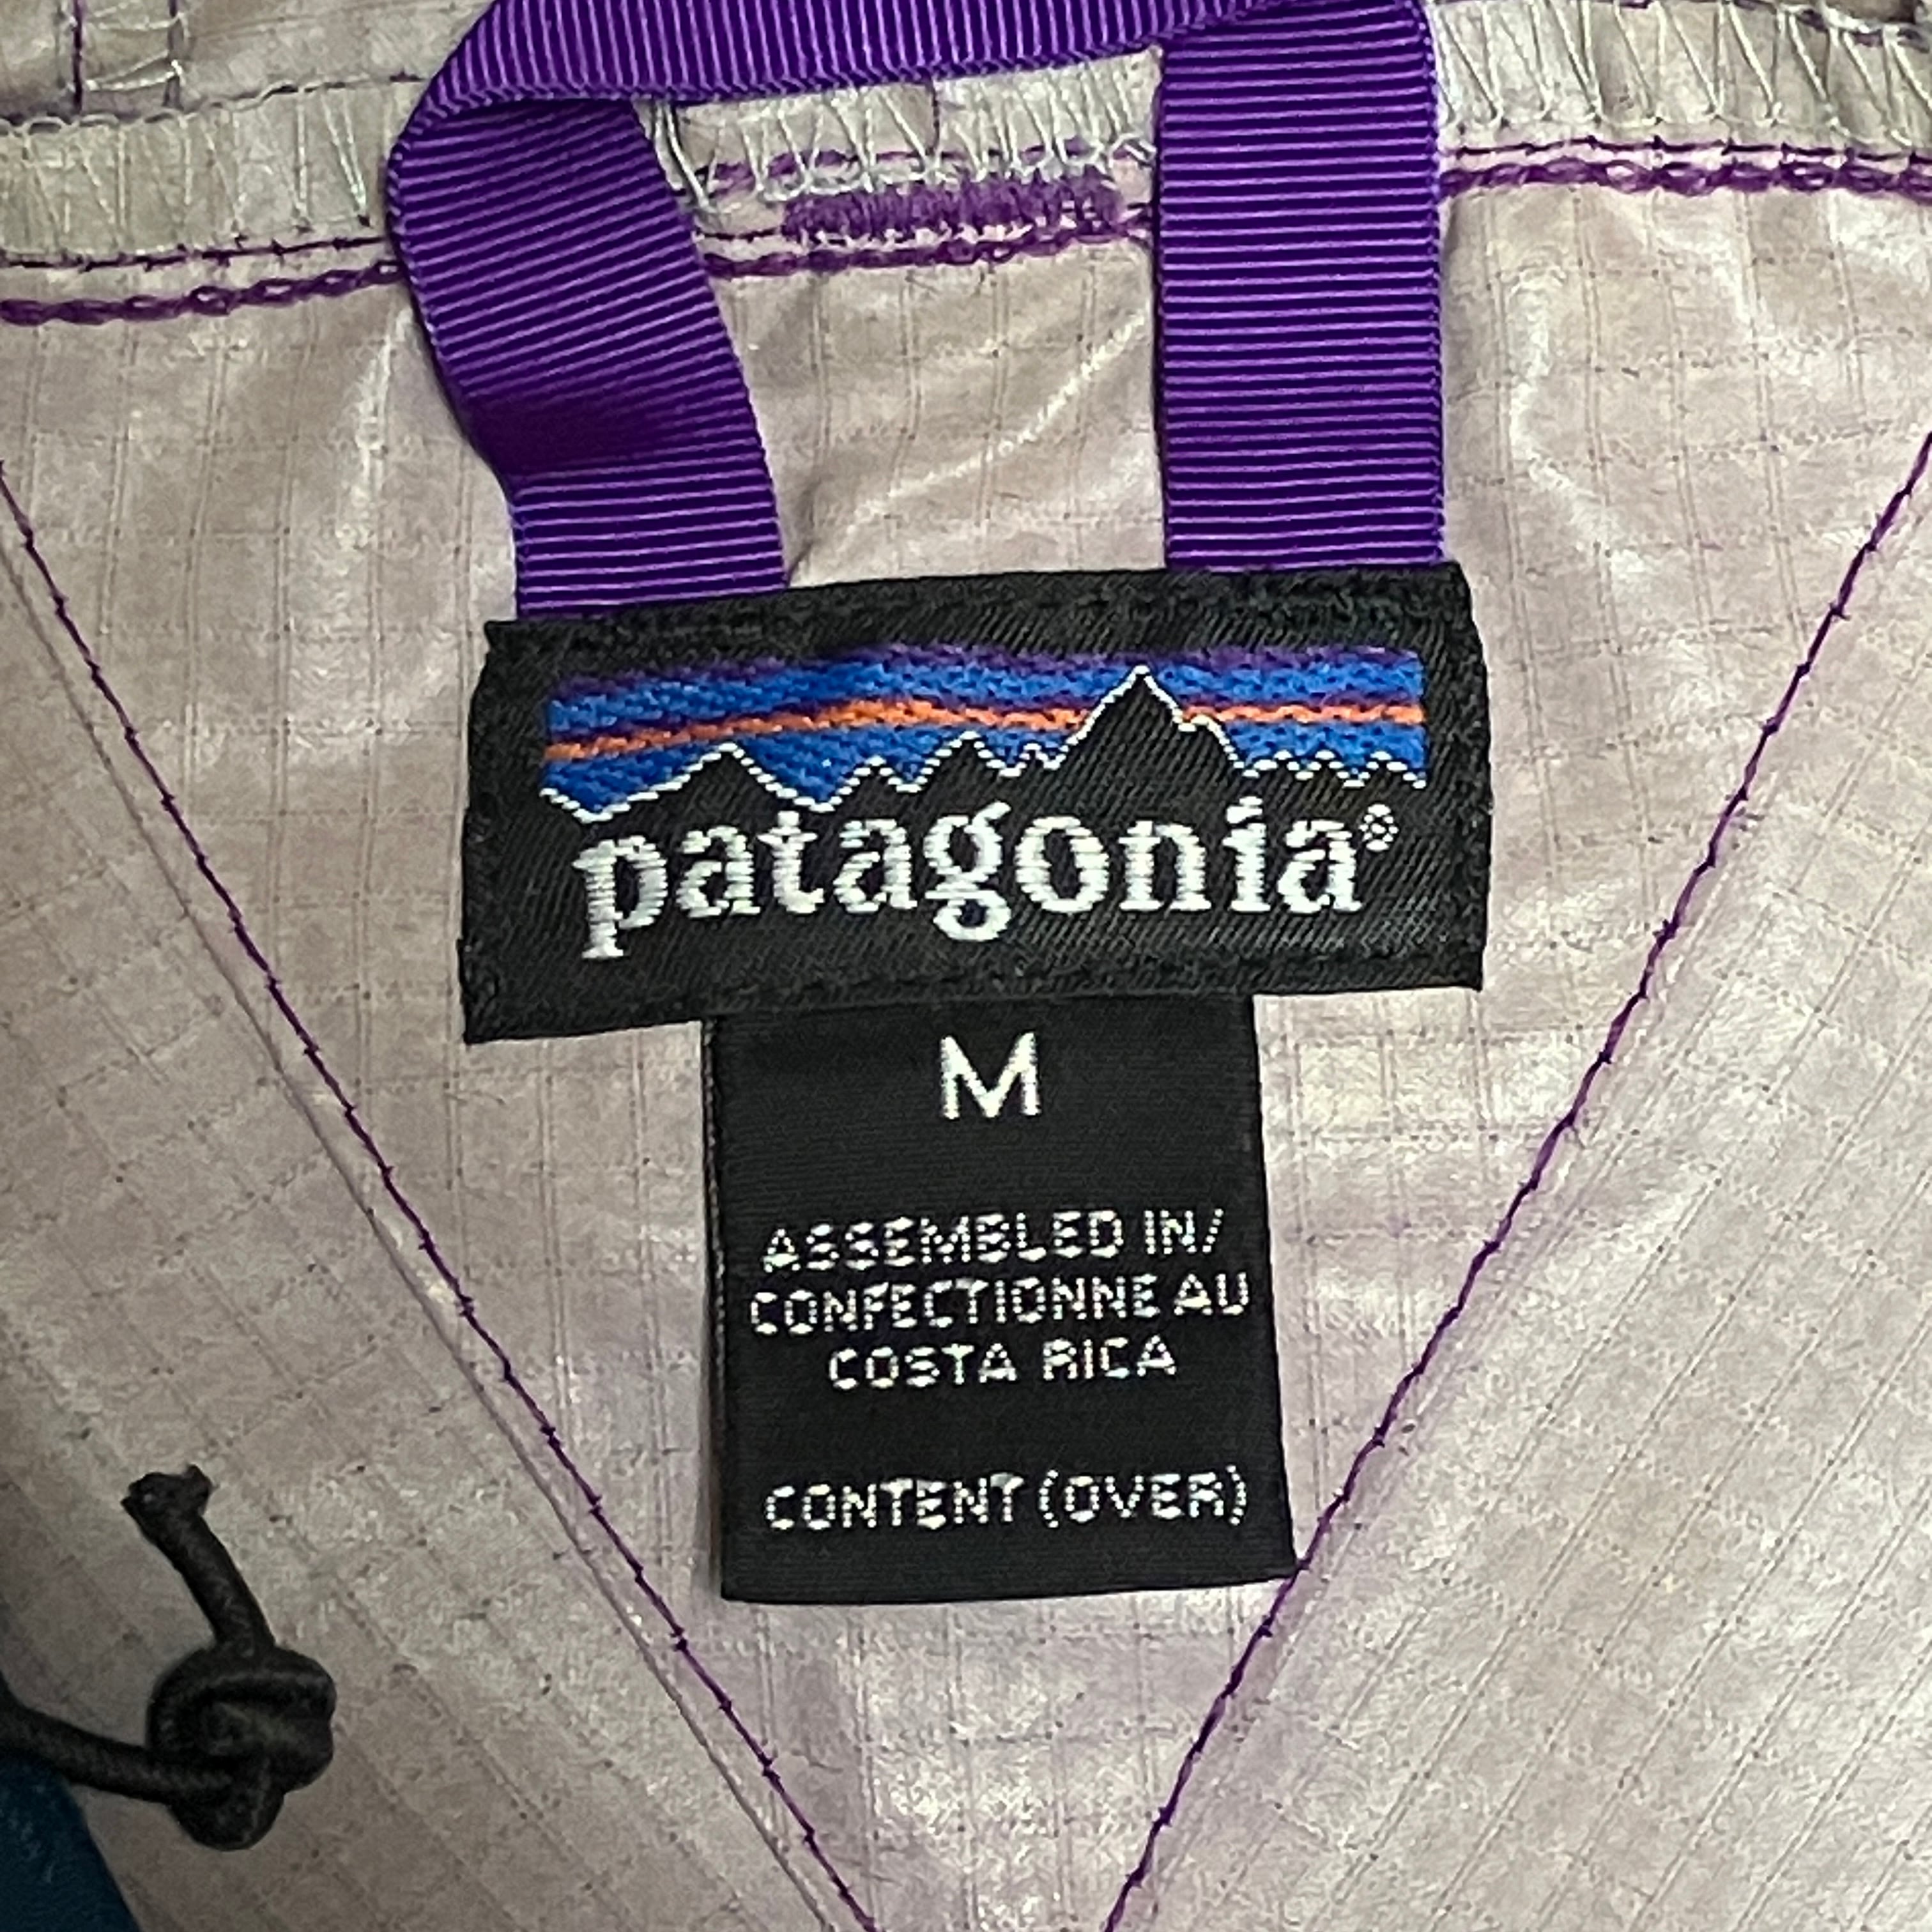 patagonia®
M
ASSEMBLED IN/
CONFECTIONNE AU
COSTA RICA
CONTENT (OVER)